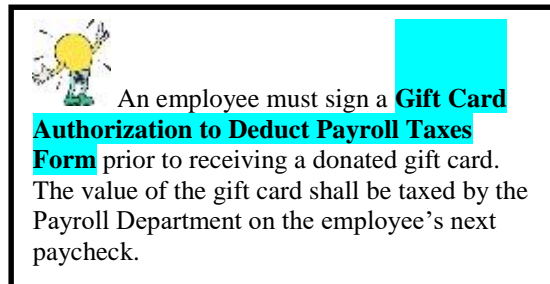 An employee must sign a Gift Card
Authorization to Deduct Payroll Taxes
Form prior to receiving a donated gift card.
The value of the gift card shall be taxed by the
Payroll Department on the employee's next
paycheck.